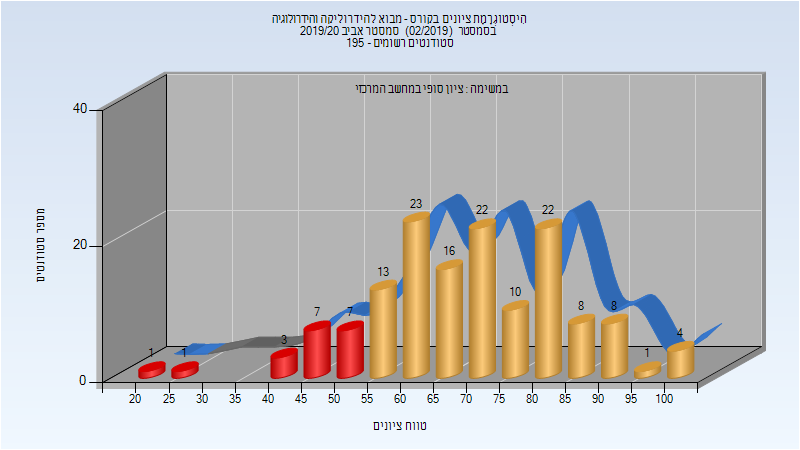 היסטוגרמת ציונים בקורס - מבוא להידרוליקה והידרולוגיה
בסמסטר (02/2019) סמסטר אביב 2019/20
סטודנטים רשומים - 195
במשימה : ציון סופי במחשב המרכזי
מספר סטודנטים
40
20
0
1
1
3
7
7
13
23
16
22
10
22
8
8
1
4
20 25 30 35 40 45 50 55 60 65 70 75 80 85 90 95 100
טווח ציונים